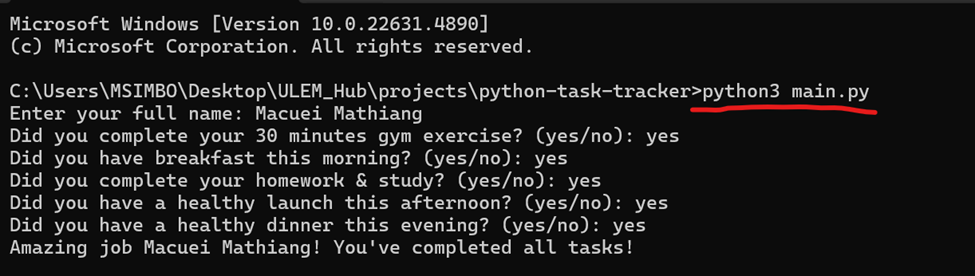 Microsoft Windows [Version 10.0.22631.4890]
(c) Microsoft Corporation. All rights reserved.
C:\Users\MSIMBO\Desktop\ULEM_Hub\projects\python-task-tracker>python3 main.py
Enter your full name: Macuei Mathiang
Did you complete your 30 minutes gym exercise? (yes/no): yes
Did you have breakfast this morning? (yes/no): yes
Did you complete your homework & study? (yes/no): yes
Did you have a healthy launch this afternoon? (yes/no): yes
Did you have a healthy dinner this evening? (yes/no): yes
Amazing job Macuei Mathiang! You've completed all tasks!